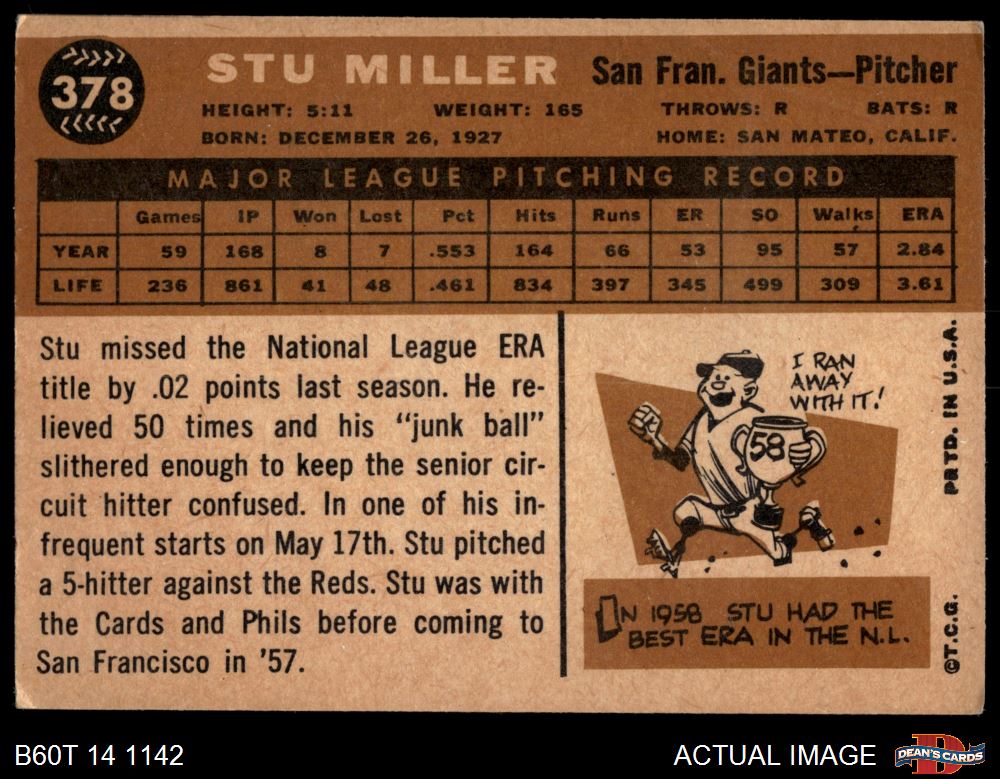 378
STU MILLER San Fran. Giants—Pitcher
HEIGHT: 5:11 WEIGHT: 165 THROWS: R BATS: R
BORN: DECEMBER 26, 1927 HOME: SAN MATEO, CALIF.
MAJOR LEAGUE PITCHING RECORD
Games IP Won Lost Pct Hits Runs ER SO Walks ERA
YEAR 59 168 8 7 .553 164 66 53 95 57 2.84
LIFE 236 861 41 48 .461 834 397 345 499 309 3.61
Stu missed the National League ERA
title by .02 points last season. He re-
lieved 50 times and his "junk ball"
slithered enough to keep the senior cir-
cuit hitter confused. In one of his in-
frequent starts on May 17th. Stu pitched
a 5-hitter against the Reds. Stu was with
the Cards and Phils before coming to
San Francisco in '57.
I RAN
AWAY
WITH IT!
58
IN 1958 STU HAD THE
BEST ERA IN THE N.L.
©T.C.G. PRTD. IN U.S.A.
B60T 14 1142 ACTUAL IMAGE DEAN'S CARDS